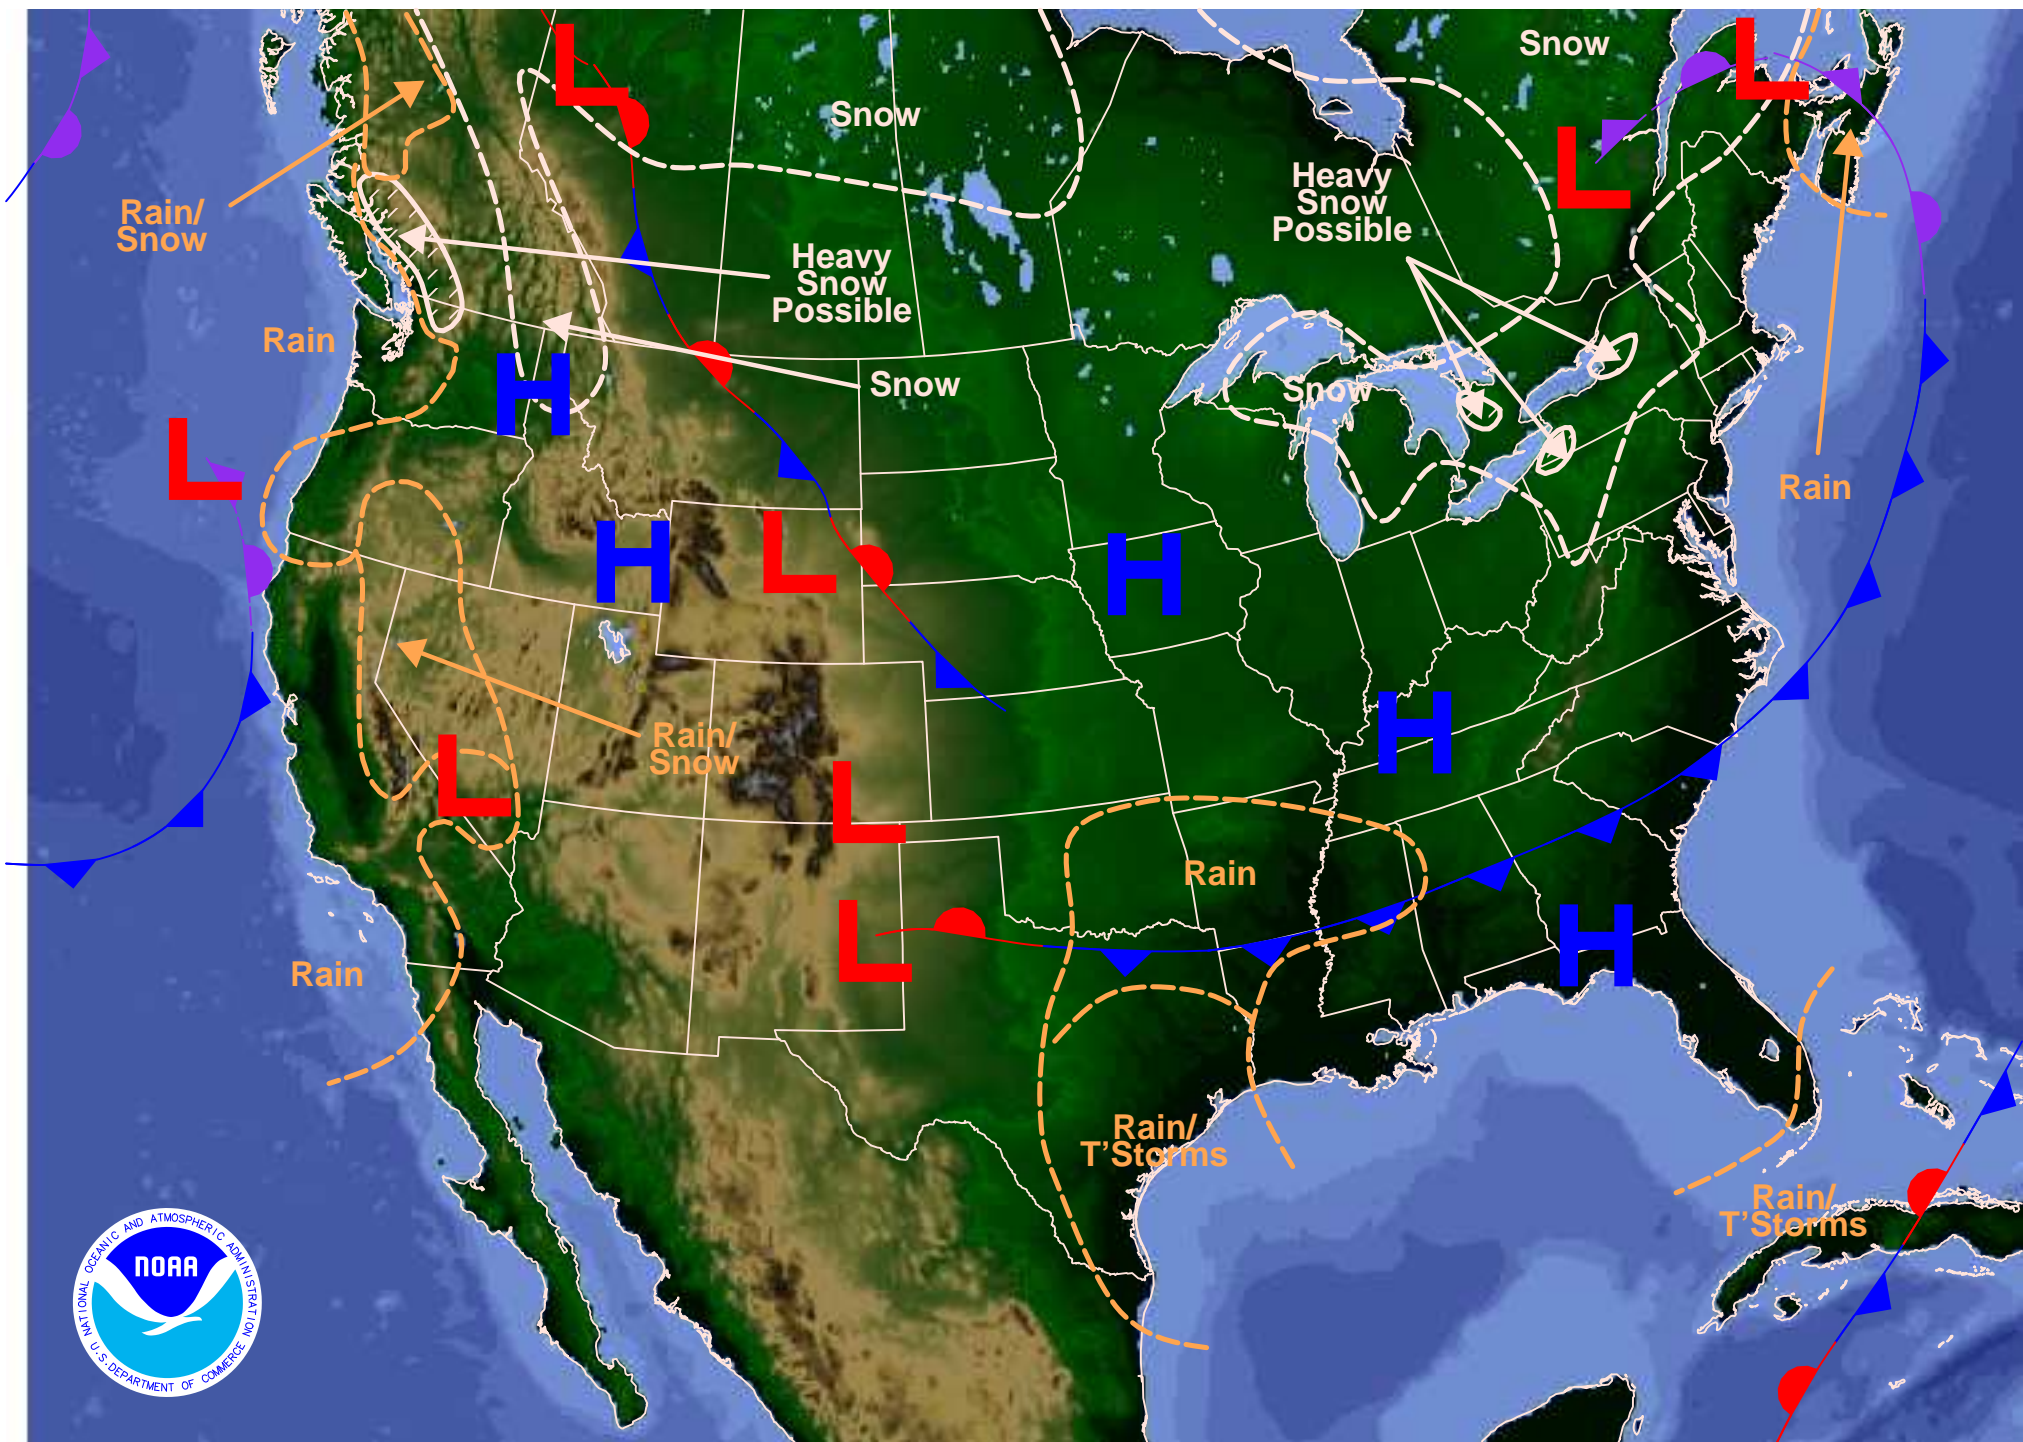 L
L
Snow
Snow
Rain/
Snow
L
Heavy
Snow
Possible
Heavy
Snow
Possible
Rain
H
Snow
Snow
L
Rain
H
L
H
Rain/
Snow
H
L
L
Rain
L
H
Rain
Rain/
T'Storms
Rain/
T'Storms
NATIONAL OCEANIC AND ATMOSPHERIC ADMINISTRATION
NOAA
U.S. DEPARTMENT OF COMMERCE